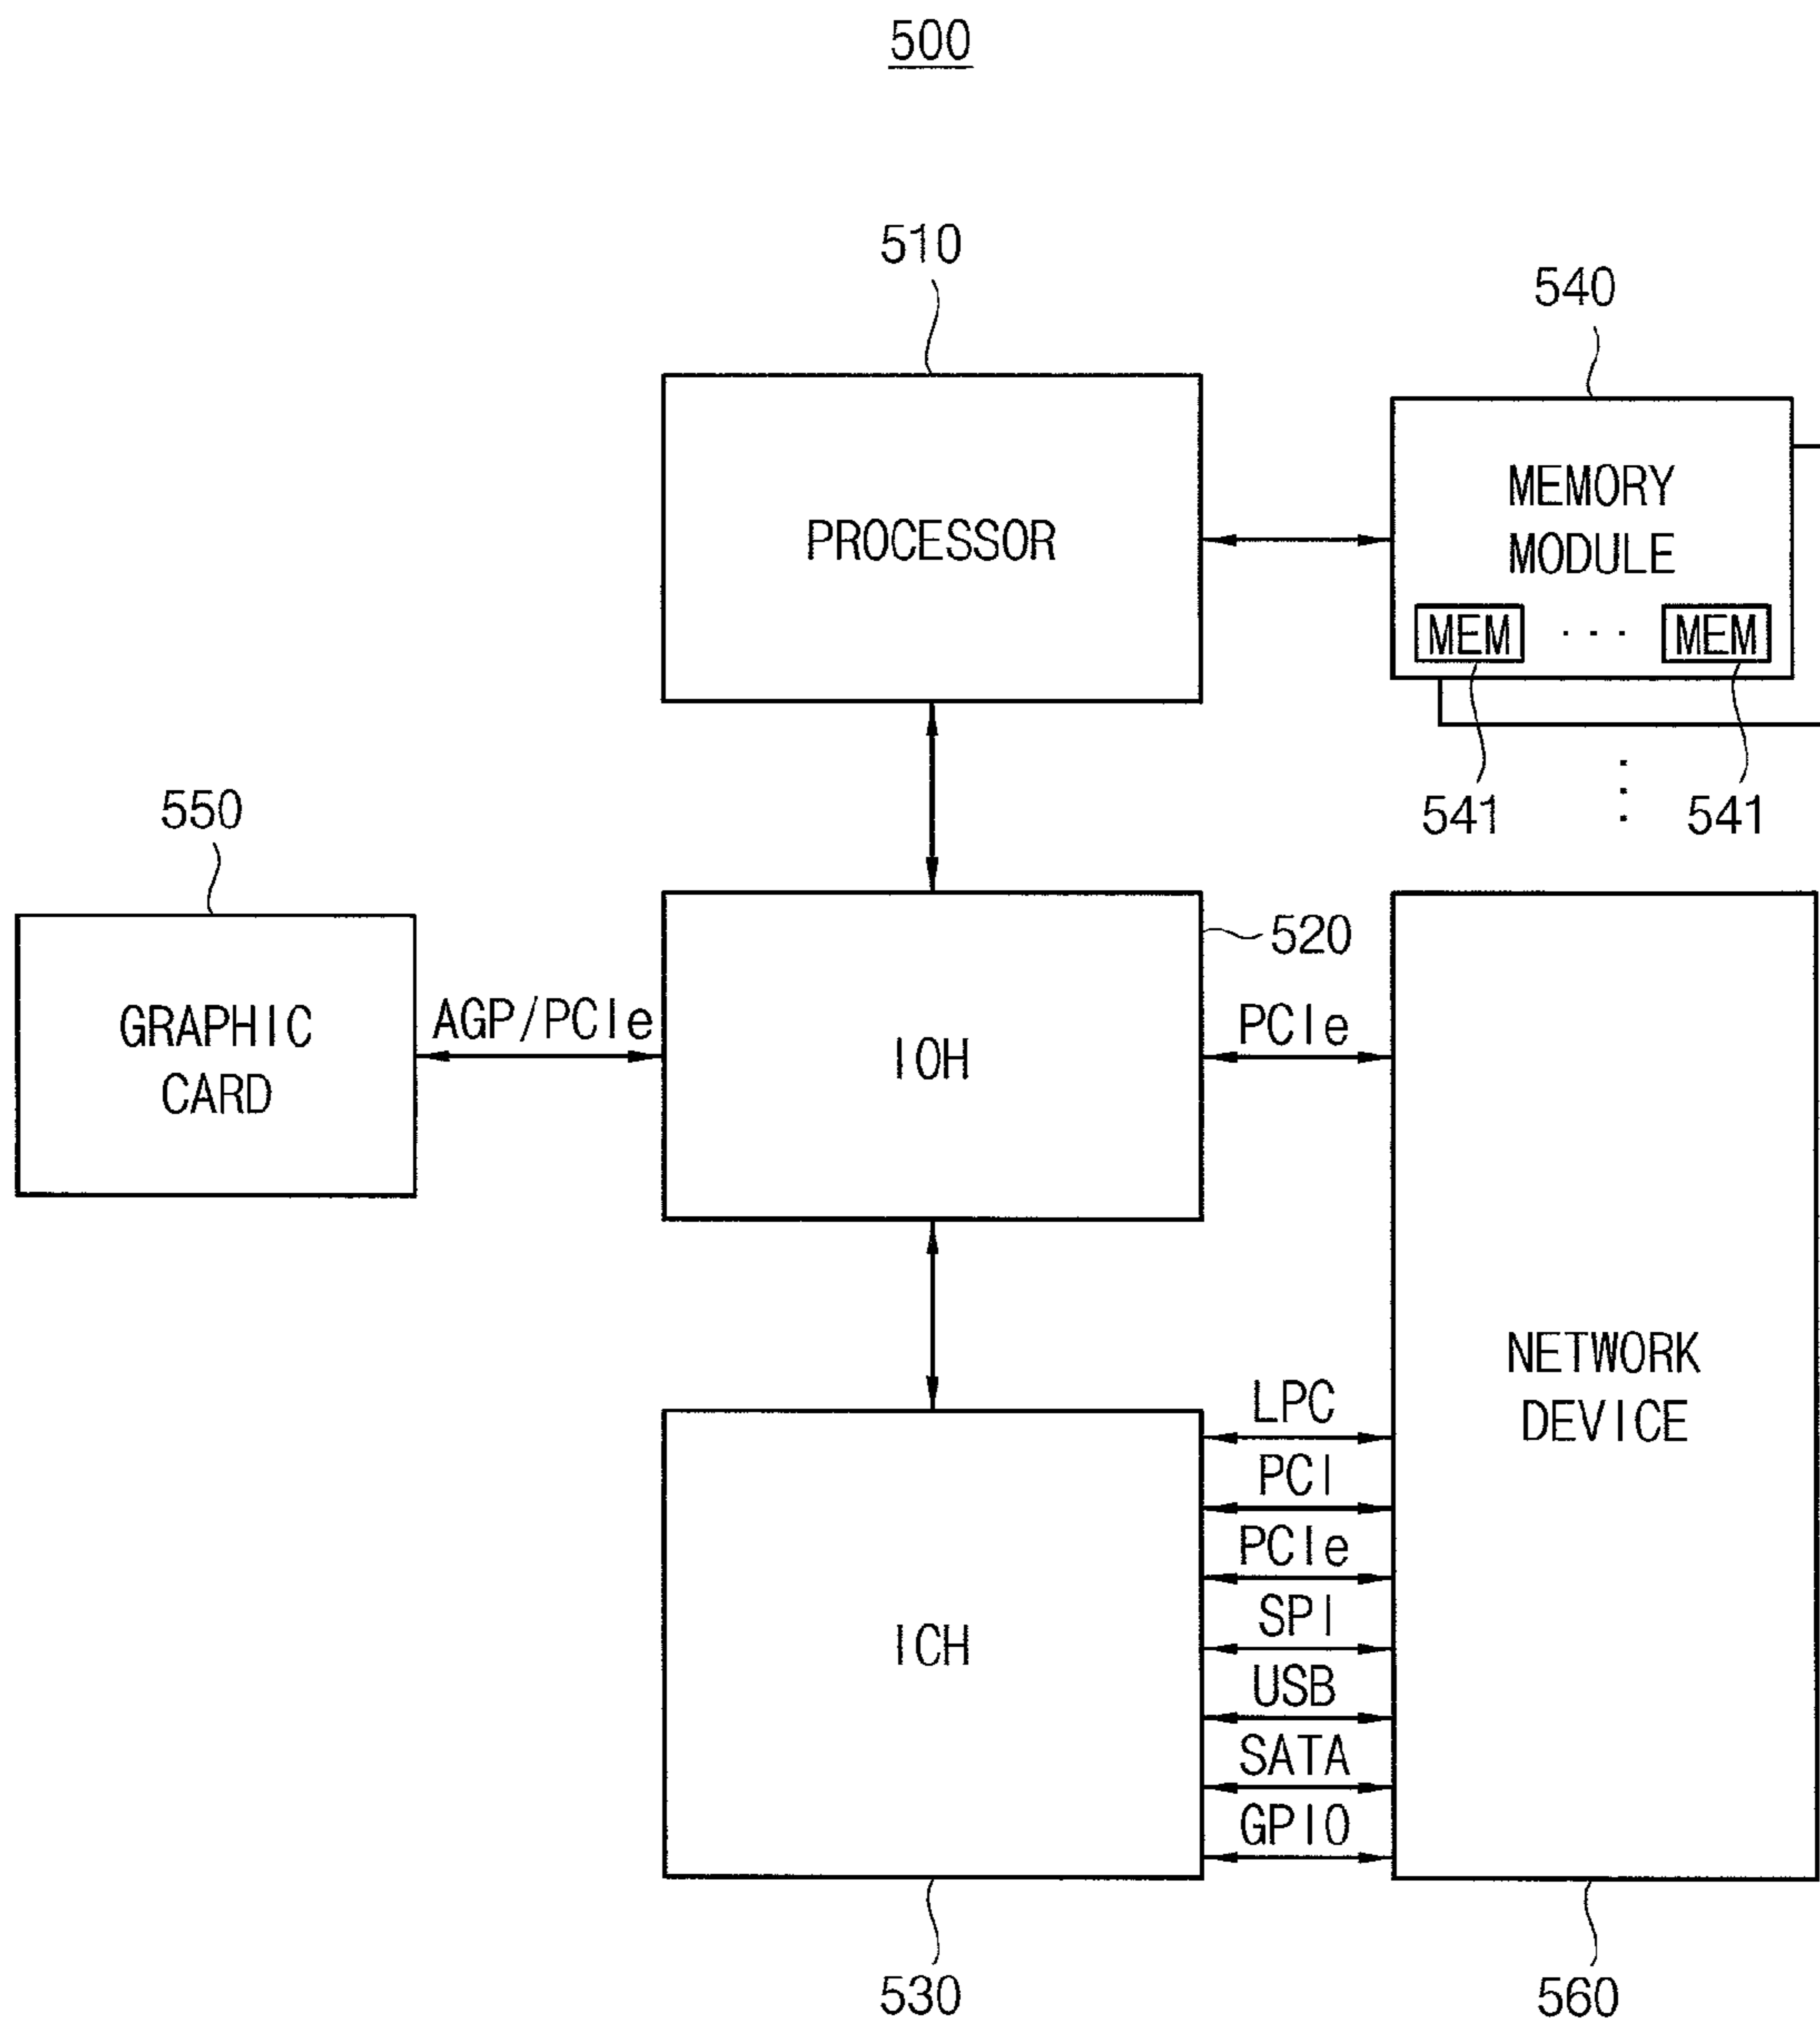 500
510
540
PROCESSOR
MEMORY
MODULE
MEM ... MEM
541
541
550
520
GRAPHIC
CARD
AGP/PCIe
IOH
PCIe
NETWORK
DEVICE
LPC
PCI
PCIe
SPI
USB
SATA
GPIO
ICH
530
560